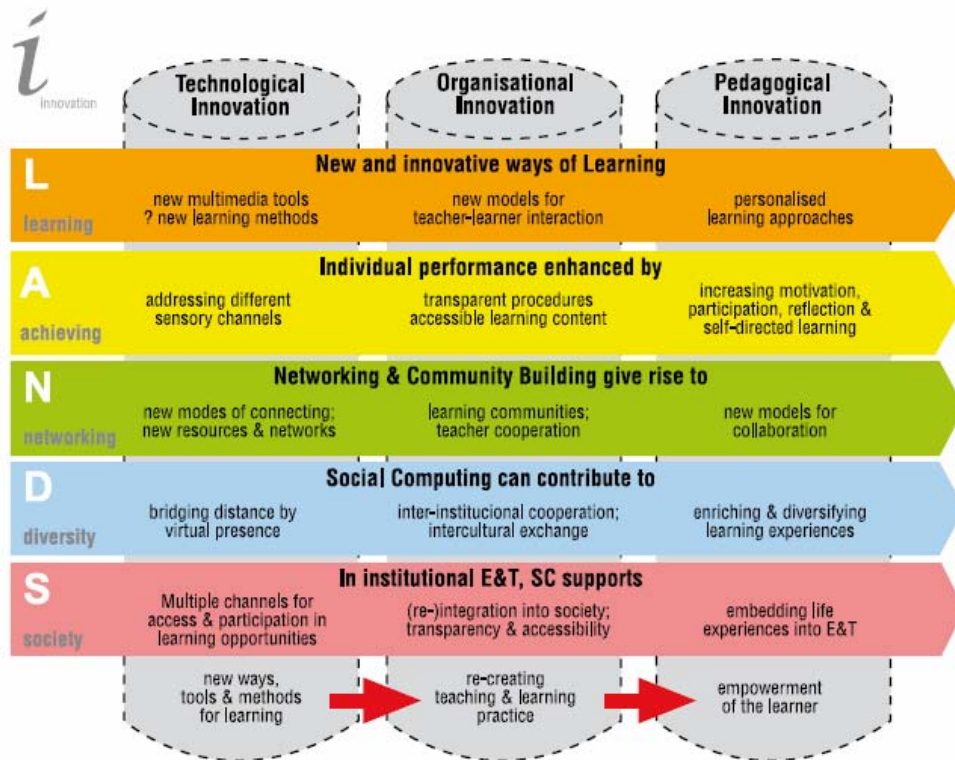 i
innovation
Technological
Innovation
Organisational
Innovation
Pedagogical
Innovation
L
learning
New and innovative ways of Learning
new multimedia tools
? new learning methods
new models for
teacher-learner interaction
personalised
learning approaches
A
achieving
Individual performance enhanced by
addressing different
sensory channels
transparent procedures
accessible learning content
increasing motivation,
participation, reflection &
self-directed learning
N
networking
Networking & Community Building give rise to
new modes of connecting;
new resources & networks
learning communities;
teacher cooperation
new models for
collaboration
D
diversity
Social Computing can contribute to
bridging distance by
virtual presence
inter-institucional cooperation;
intercultural exchange
enriching & diversifying
learning experiences
S
society
In institutional E&T, SC supports
Multiple channels for
access & participation in
learning opportunities
(re-)integration into society;
transparency & accessibility
embedding life
experiences into E&T
new ways,
tools & methods
for learning
re-creating
teaching & learning
practice
empowerment
of the learner